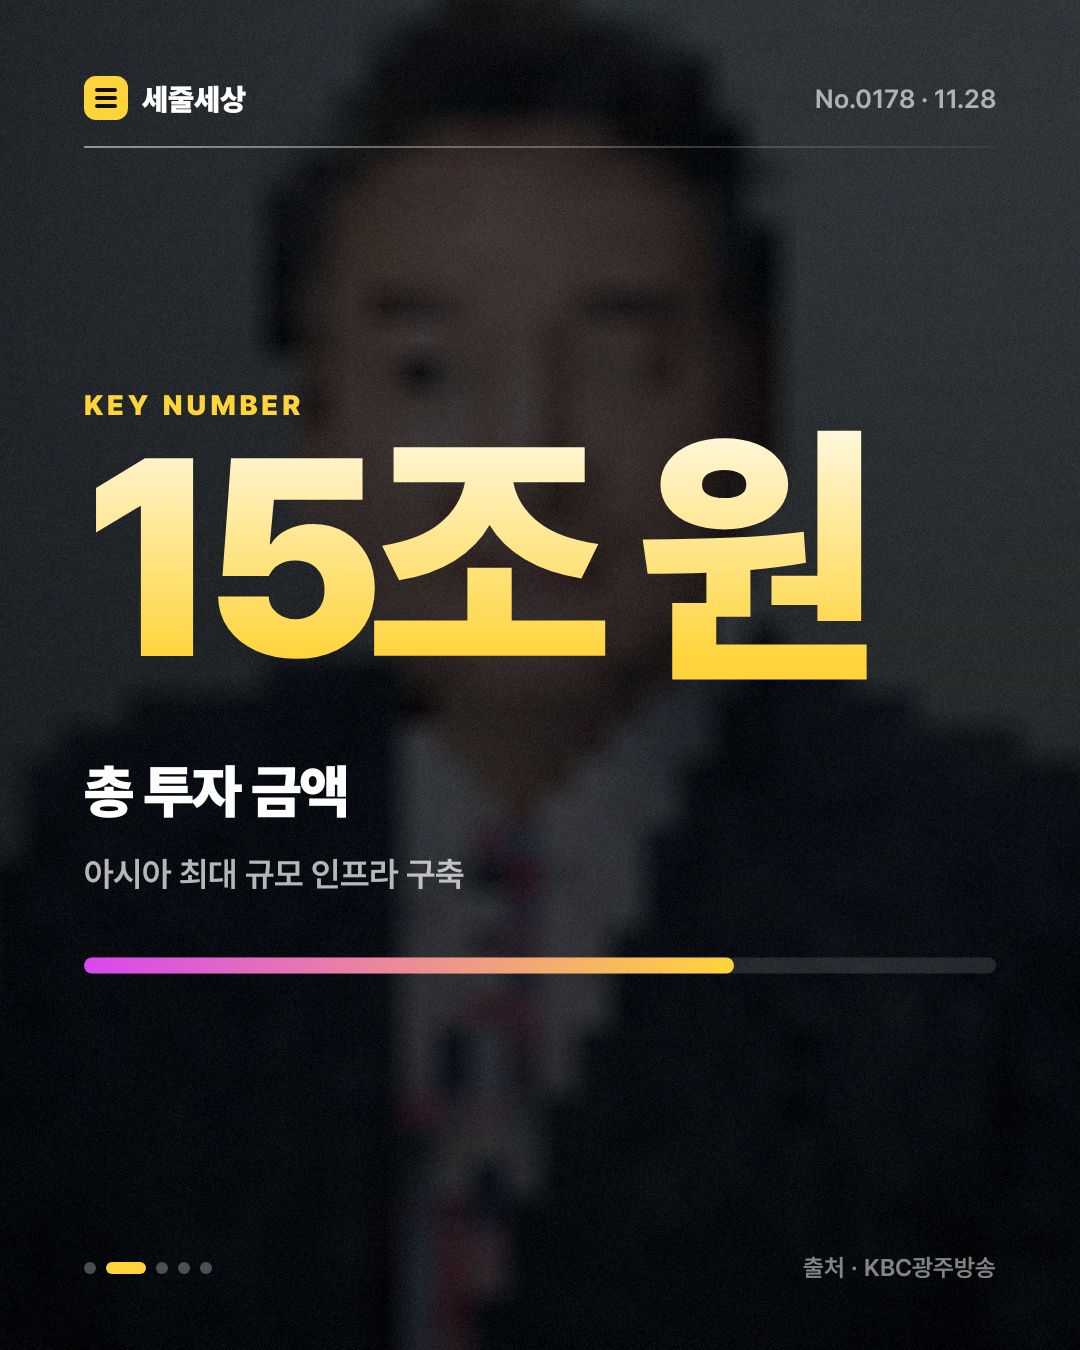 세줄세상
No.0178 · 11.28
KEY NUMBER
15조 원
총 투자 금액
아시아 최대 규모 인프라 구축
출처 · KBC광주방송